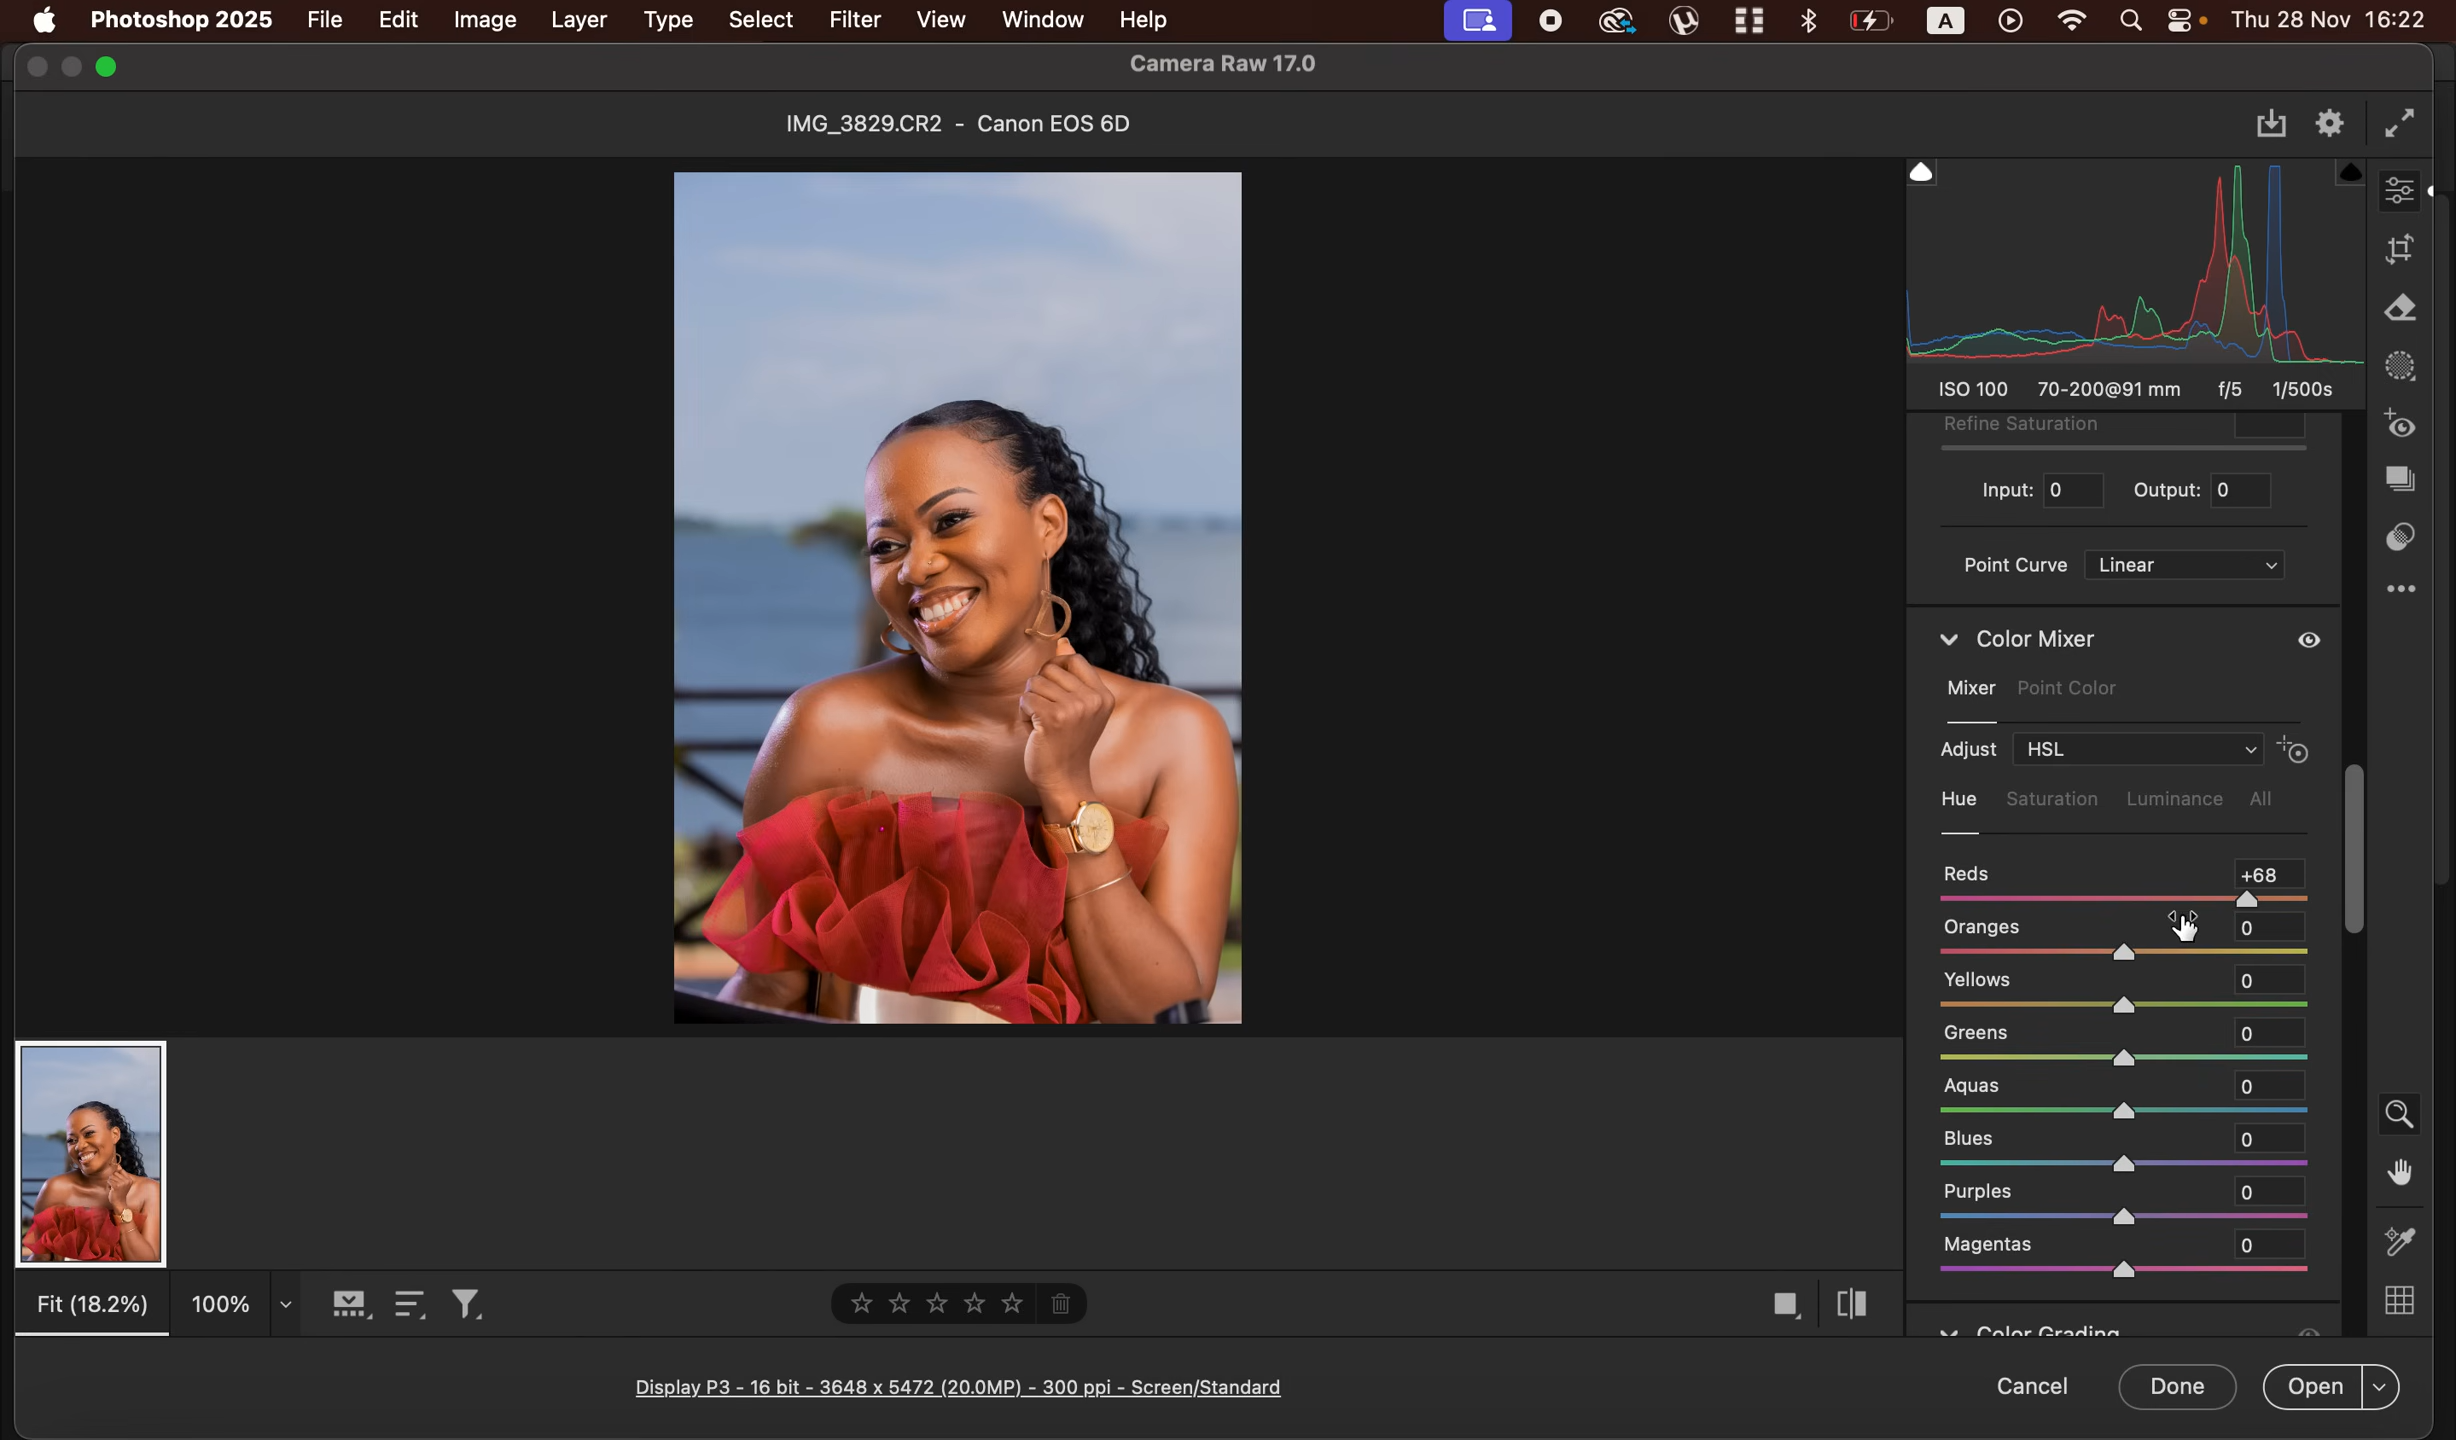 Photoshop 2025 File Edit Image Layer Type Select Filter View Window Help A Thu 28 Nov 16:22
Camera Raw 17.0
IMG_3829.CR2 - Canon EOS 6D
ISO 100 70-200@91 mm f/5 1/500s
Refine Saturation
Input: 0 Output: 0
Point Curve Linear
Color Mixer
Mixer Point Color
Adjust HSL
Hue Saturation Luminance All
Reds +68
Oranges 0
Yellows 0
Greens 0
Aquas 0
Blues 0
Purples 0
Magentas 0
Color Grading
Fit (18.2%) 100%
Display P3 - 16 bit - 3648 x 5472 (20.0MP) - 300 ppi - Screen/Standard
Cancel Done Open